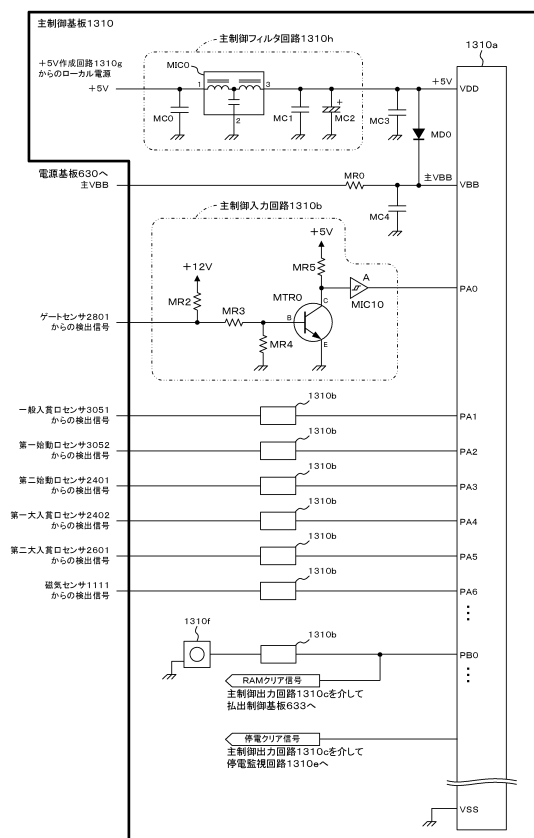 主制御基板1310
主制御フィルタ回路1310h
1310a
+5V作成回路1310g
からのローカル電源
+5V
MIC0
1
3
2
MC0
MC1
+
MC2
MC3
+5V
VDD
MD0
電源基板630へ
主VBB
MR0
主VBB
VBB
MC4
主制御入力回路1310b
+5V
+12V
MR5
A
MIC10
PA0
MR2
MTR0
C
B
E
MR3
MR4
ゲートセンサ2801
からの検出信号
一般入賞口センサ3051
からの検出信号
1310b
PA1
第一始動口センサ3052
からの検出信号
1310b
PA2
第二始動口センサ2401
からの検出信号
1310b
PA3
第一大入賞口センサ2402
からの検出信号
1310b
PA4
第二大入賞口センサ2601
からの検出信号
1310b
PA5
磁気センサ1111
からの検出信号
1310b
PA6
1310f
1310b
PB0
RAMクリア信号
主制御出力回路1310cを介して
払出制御基板633へ
停電クリア信号
主制御出力回路1310cを介して
停電監視回路1310eへ
VSS